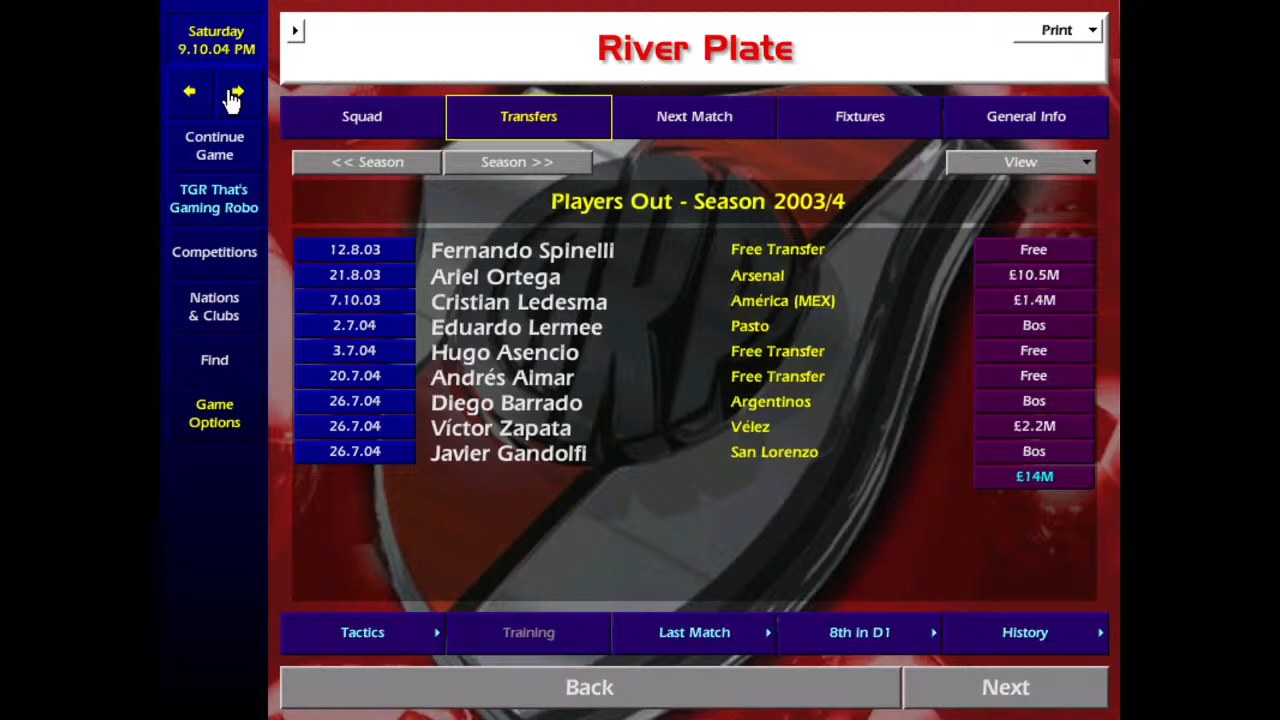 Saturday
9.10.04 PM
Continue
Game
TGR That's
Gaming Robo
Competitions
Nations
& Clubs
Find
Game
Options
River Plate
Print
Squad
Transfers
Next Match
Fixtures
General Info
<< Season
Season >>
View
Players Out - Season 2003/4
12.8.03 Fernando Spinelli Free Transfer Free
21.8.03 Ariel Ortega Arsenal £10.5M
7.10.03 Cristian Ledesma América (MEX) £1.4M
2.7.04 Eduardo Lermee Pasto Bos
3.7.04 Hugo Asencio Free Transfer Free
20.7.04 Andrés Aimar Free Transfer Free
26.7.04 Diego Barrado Argentinos Bos
26.7.04 Víctor Zapata Vélez £2.2M
26.7.04 Javier Gandolfi San Lorenzo Bos
£14M
Tactics
Training
Last Match
8th in D1
History
Back
Next